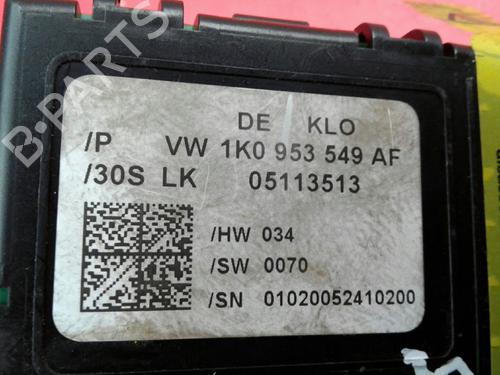 DE KLO
/P VW 1K0 953 549 AF
/30S LK 05113513
/HW 034
/SW 0070
/SN 01020052410200
B-PARTS